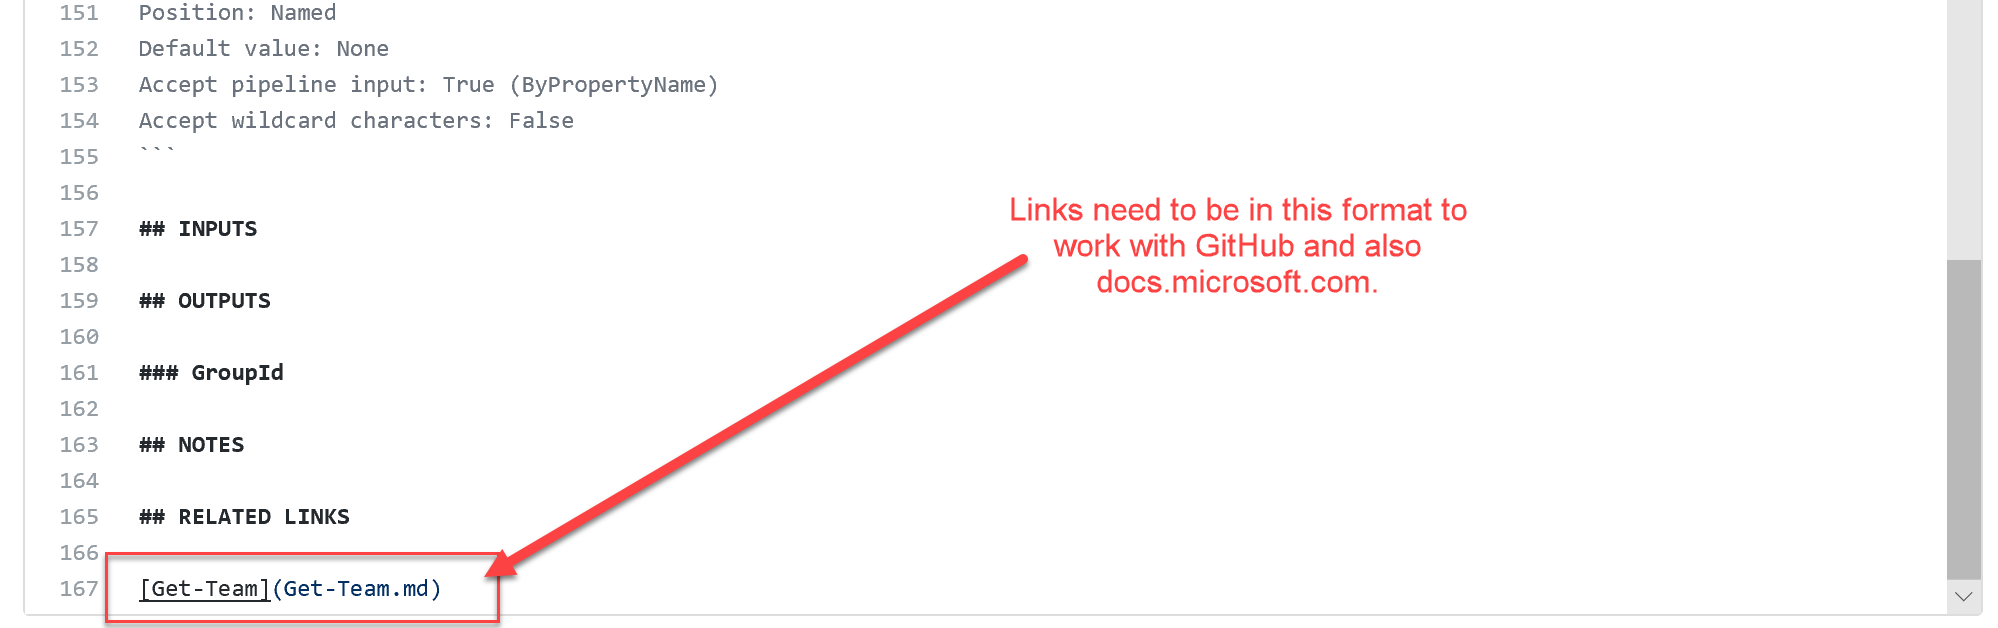 151 Position: Named
152 Default value: None
153 Accept pipeline input: True (ByPropertyName)
154 Accept wildcard characters: False
155 ```
156
157 ## INPUTS
158
159 ## OUTPUTS
160
161 ### GroupId
162
163 ## NOTES
164
165 ## RELATED LINKS
166
167 [Get-Team](Get-Team.md)
Links need to be in this format to
work with GitHub and also
docs.microsoft.com.